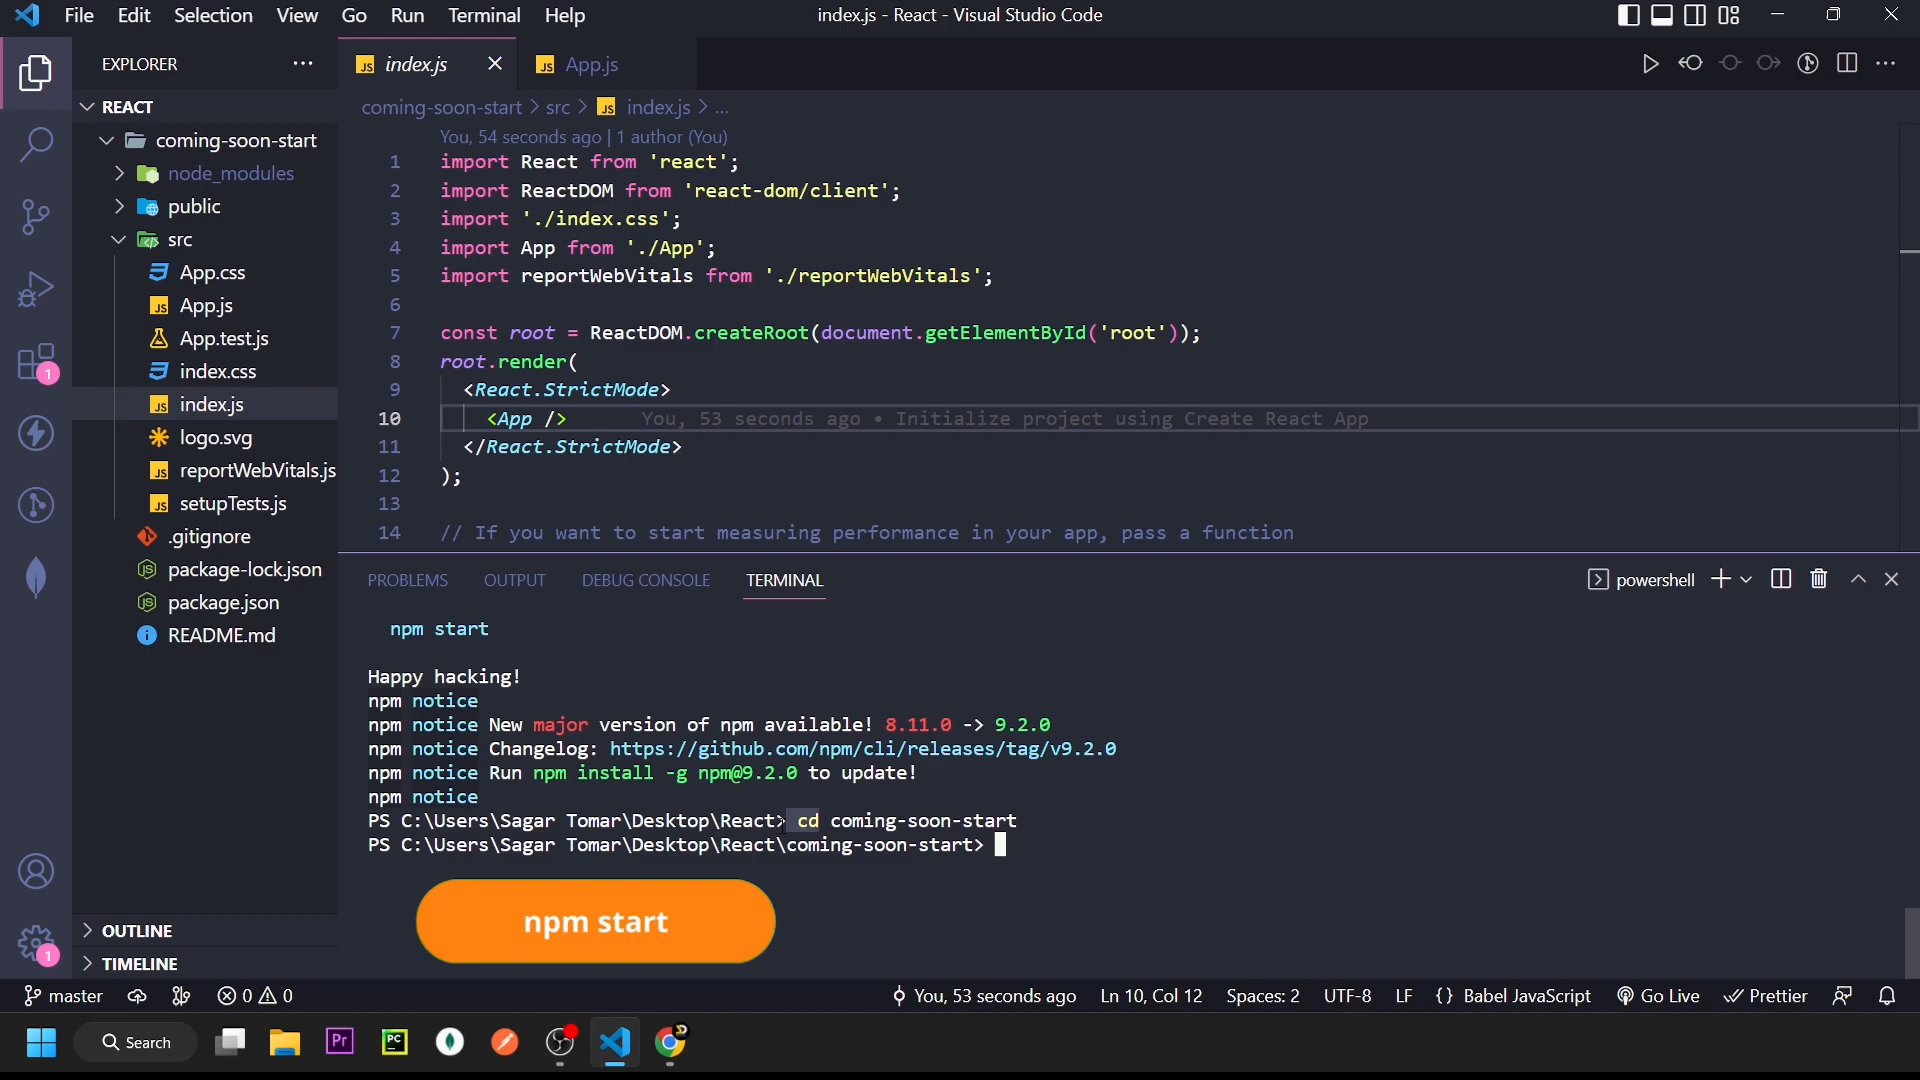 File Edit Selection View Go Run Terminal Help
index.js - React - Visual Studio Code
EXPLORER
REACT
coming-soon-start
node_modules
public
src
App.css
App.js
App.test.js
index.css
index.js
logo.svg
reportWebVitals.js
setupTests.js
.gitignore
package-lock.json
package.json
README.md
OUTLINE
TIMELINE
JS index.js JS App.js
coming-soon-start > src > JS index.js > ...
You, 54 seconds ago | 1 author (You)
1 import React from 'react';
2 import ReactDOM from 'react-dom/client';
3 import './index.css';
4 import App from './App';
5 import reportWebVitals from './reportWebVitals';
6
7 const root = ReactDOM.createRoot(document.getElementById('root'));
8 root.render(
9 <React.StrictMode>
10 <App /> You, 53 seconds ago • Initialize project using Create React App
11 </React.StrictMode>
12 );
13
14 // If you want to start measuring performance in your app, pass a function
PROBLEMS OUTPUT DEBUG CONSOLE TERMINAL
powershell
npm start
Happy hacking!
npm notice
npm notice New major version of npm available! 8.11.0 -> 9.2.0
npm notice Changelog: https://github.com/npm/cli/releases/tag/v9.2.0
npm notice Run npm install -g npm@9.2.0 to update!
npm notice
PS C:\Users\Sagar Tomar\Desktop\React> cd coming-soon-start
PS C:\Users\Sagar Tomar\Desktop\React\coming-soon-start>
npm start
1
1
master 0 0 You, 53 seconds ago Ln 10, Col 12 Spaces: 2 UTF-8 LF {} Babel JavaScript Go Live Prettier
Search Pr PC